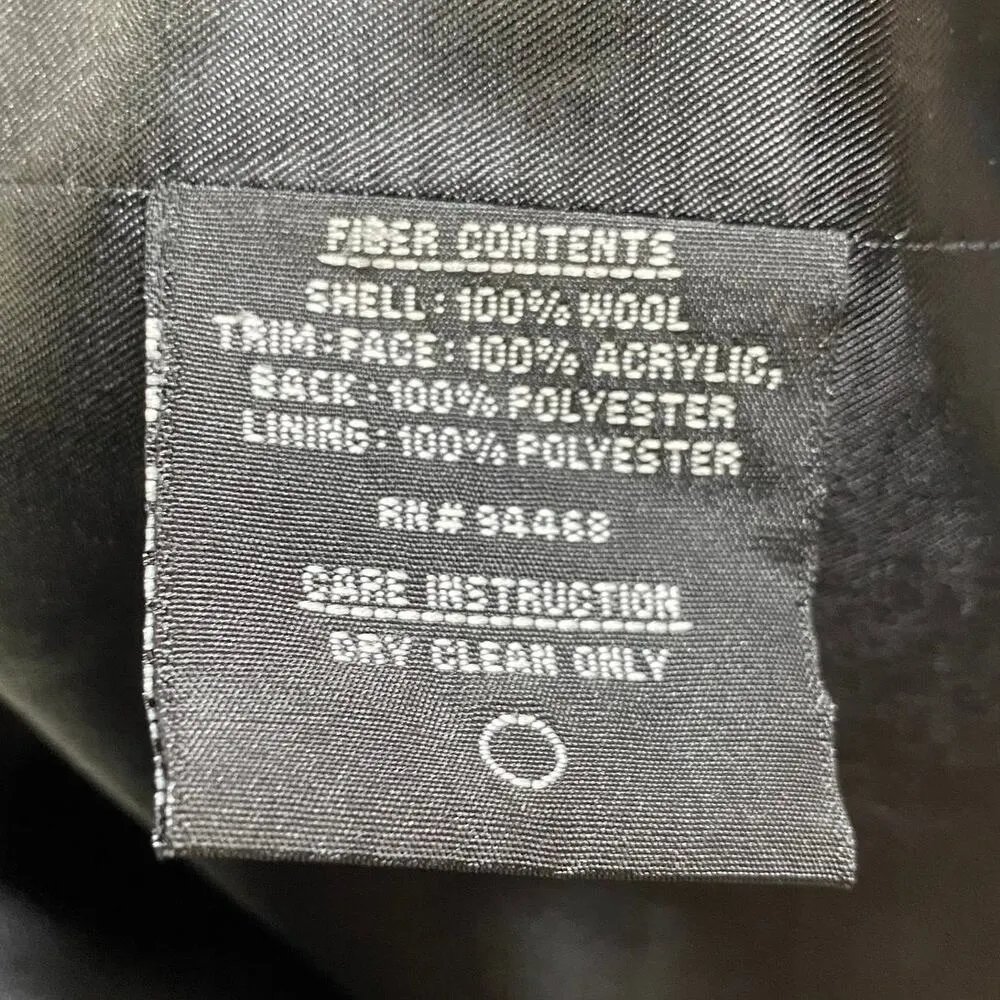 FIBER CONTENTS
SHELL : 100% WOOL
TRIM : FACE : 100% ACRYLIC,
BACK : 100% POLYESTER
LINING : 100% POLYESTER
RN# 94468
CARE INSTRUCTION
DRY CLEAN ONLY